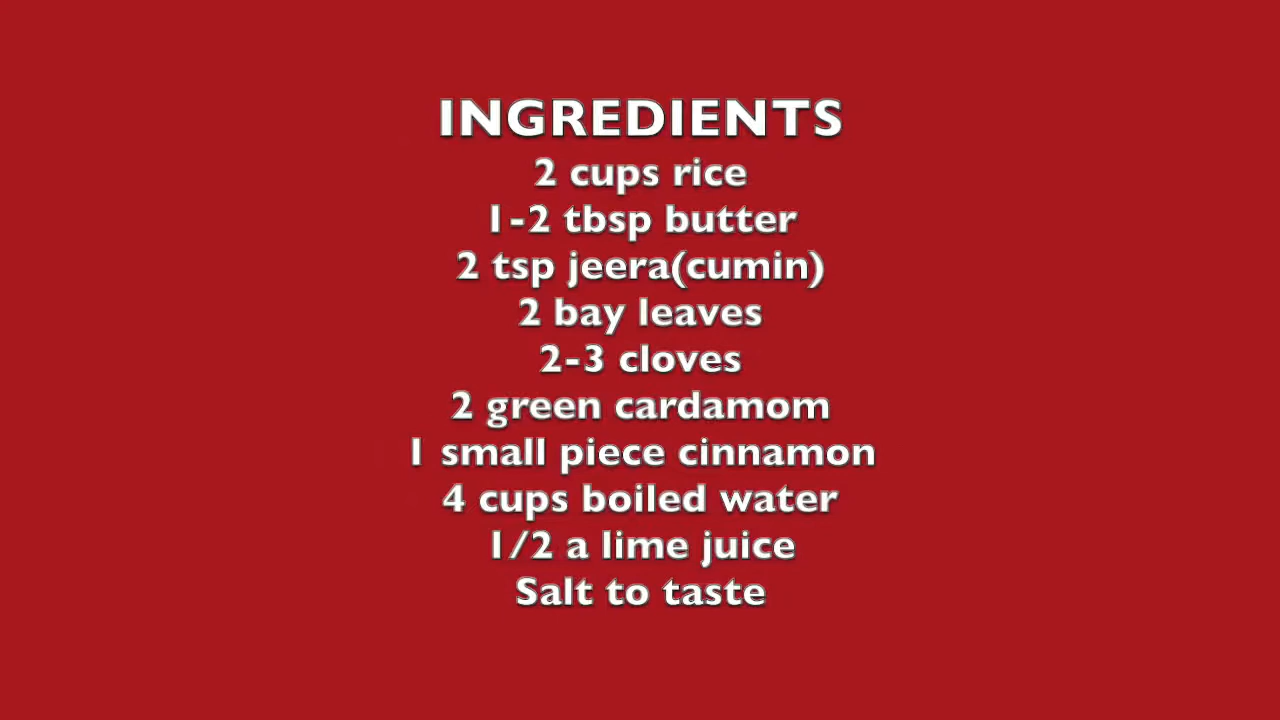 INGREDIENTS
2 cups rice
1-2 tbsp butter
2 tsp jeera(cumin)
2 bay leaves
2-3 cloves
2 green cardamom
1 small piece cinnamon
4 cups boiled water
1/2 a lime juice
Salt to taste